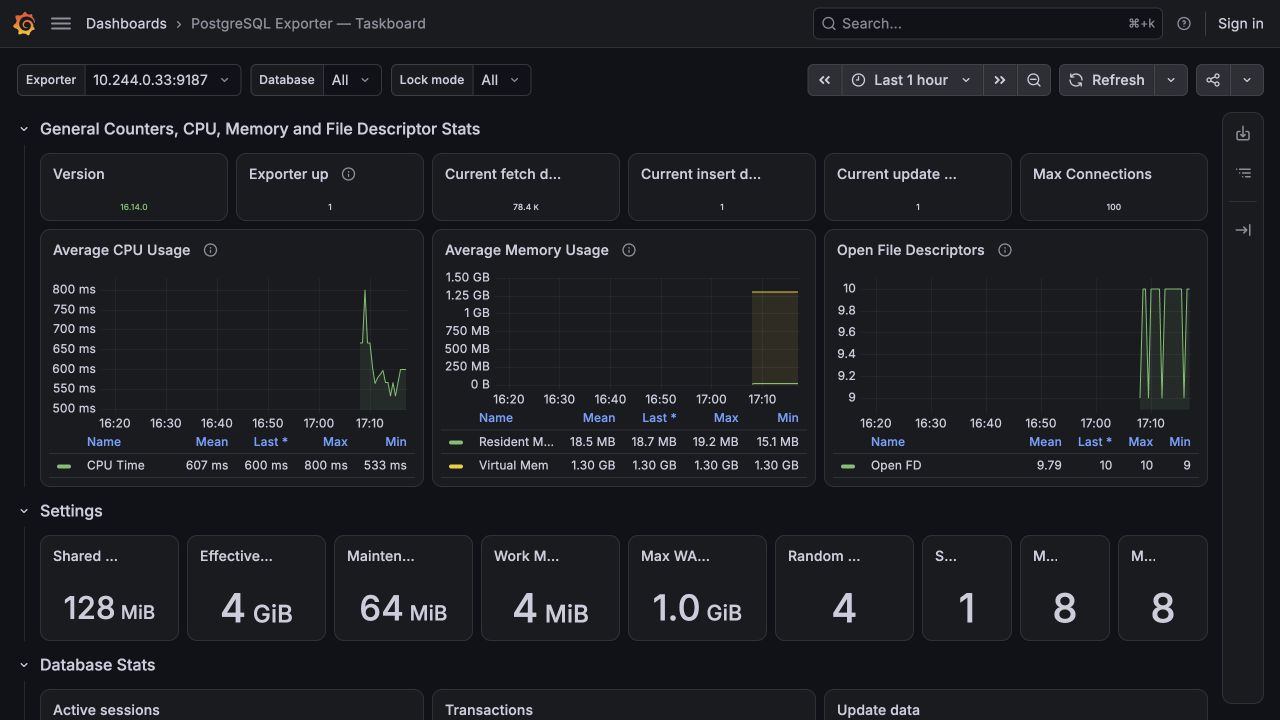 Dashboards › PostgreSQL Exporter — Taskboard
Search... ⌘+k
Sign in
Exporter 10.244.0.33:9187
Database All
Lock mode All
Last 1 hour
Refresh
General Counters, CPU, Memory and File Descriptor Stats
Version
16.14.0
Exporter up
1
Current fetch d...
78.4 K
Current insert d...
1
Current update ...
1
Max Connections
100
Average CPU Usage
800 ms
750 ms
700 ms
650 ms
600 ms
550 ms
500 ms
16:20 16:30 16:40 16:50 17:00 17:10
Name Mean Last * Max Min
CPU Time 607 ms 600 ms 800 ms 533 ms
Average Memory Usage
1.50 GB
1.25 GB
1 GB
750 MB
500 MB
250 MB
0 B
16:20 16:30 16:40 16:50 17:00 17:10
Name Mean Last * Max Min
Resident M... 18.5 MB 18.7 MB 19.2 MB 15.1 MB
Virtual Mem 1.30 GB 1.30 GB 1.30 GB 1.30 GB
Open File Descriptors
10
9.8
9.6
9.4
9.2
9
16:20 16:30 16:40 16:50 17:00 17:10
Name Mean Last * Max Min
Open FD 9.79 10 10 9
Settings
Shared ...
128 MiB
Effective...
4 GiB
Mainten...
64 MiB
Work M...
4 MiB
Max WA...
1.0 GiB
Random ...
4
S...
1
M...
8
M...
8
Database Stats
Active sessions
Transactions
Update data